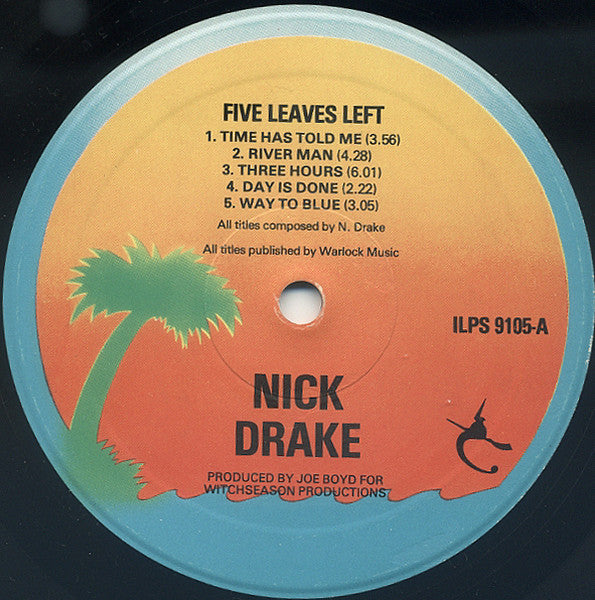 FIVE LEAVES LEFT
1. TIME HAS TOLD ME (3.56)
2. RIVER MAN (4.28)
3. THREE HOURS (6.01)
4. DAY IS DONE (2.22)
5. WAY TO BLUE (3.05)
All titles composed by N. Drake
All titles published by Warlock Music
ILPS 9105-A
NICK
DRAKE
PRODUCED BY JOE BOYD FOR
WITCHSEASON PRODUCTIONS